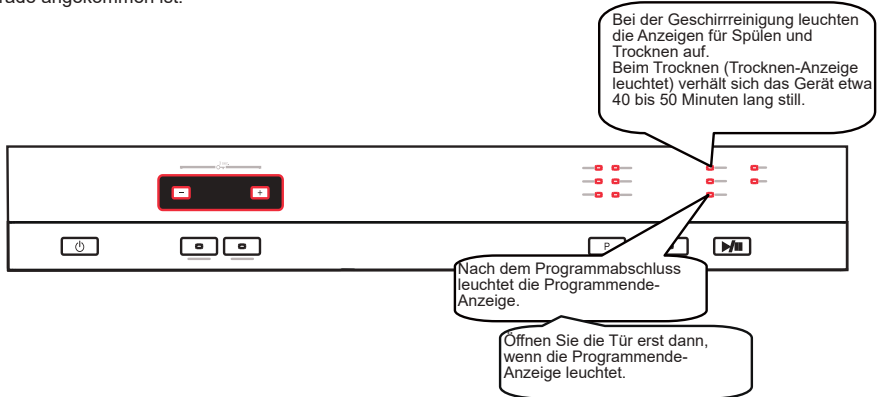 Bei der Geschirrreinigung leuchten
die Anzeigen für Spülen und
Trocknen auf.
Beim Trocknen (Trocknen-Anzeige
leuchtet) verhält sich das Gerät etwa
40 bis 50 Minuten lang still.
P
Nach dem Programmabschluss
leuchtet die Programmende-
Anzeige.
Öffnen Sie die Tür erst dann,
wenn die Programmende-
Anzeige leuchtet.